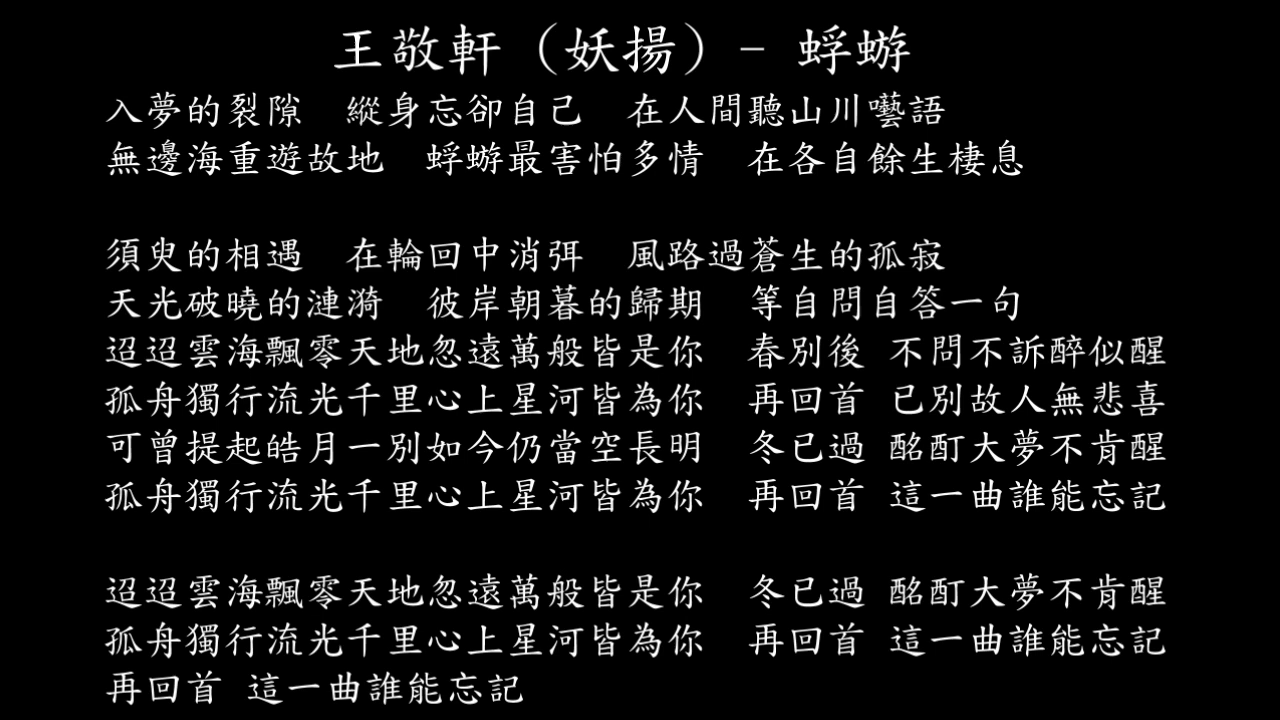 王敬軒（妖揚）- 蜉蝣
入夢的裂隙　縱身忘卻自己　在人間聽山川囈語
無邊海重遊故地　蜉蝣最害怕多情　在各自餘生棲息
須臾的相遇　在輪回中消弭　風路過蒼生的孤寂
天光破曉的漣漪　彼岸朝暮的歸期　等自問自答一句
迢迢雲海飄零天地忽遠萬般皆是你　春別後 不問不訴醉似醒
孤舟獨行流光千里心上星河皆為你　再回首 已別故人無悲喜
可曾提起皓月一別如今仍當空長明　冬已過 酩酊大夢不肯醒
孤舟獨行流光千里心上星河皆為你　再回首 這一曲誰能忘記
迢迢雲海飄零天地忽遠萬般皆是你　冬已過 酩酊大夢不肯醒
孤舟獨行流光千里心上星河皆為你　再回首 這一曲誰能忘記
再回首 這一曲誰能忘記